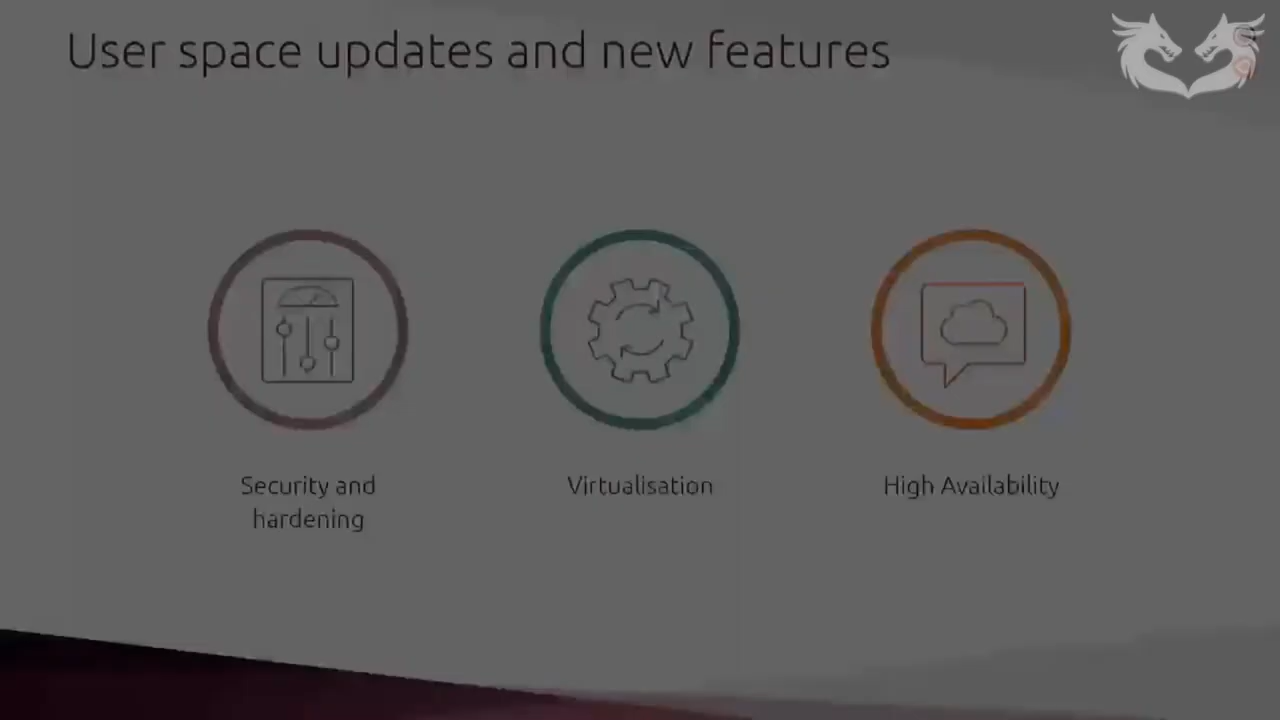 User space updates and new features
Security and
hardening
Virtualisation
High Availability